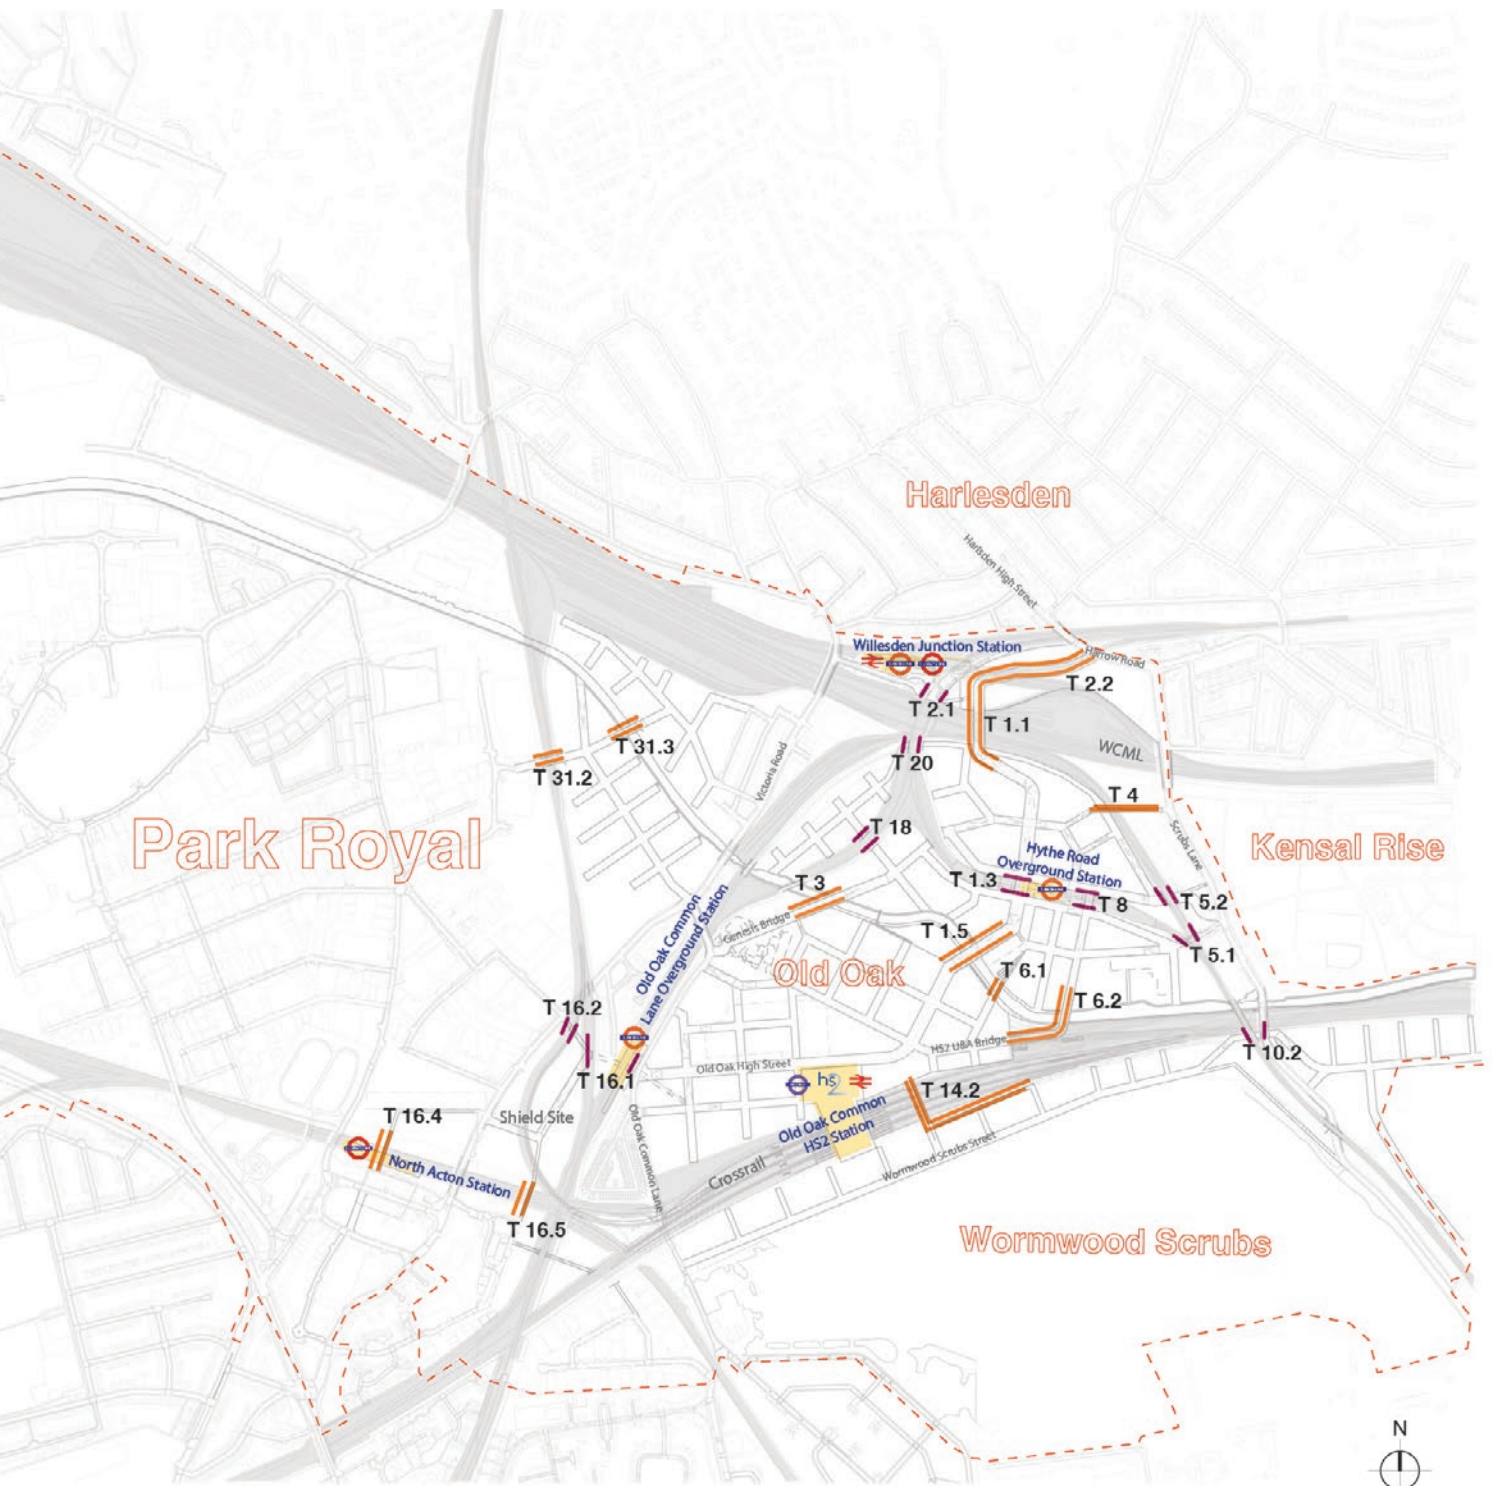 Harlesden
Harlsden High Street
Willesden Junction Station
Harrow Road
T 2.2
T 2.1
T 1.1
T 31.3
T 20
WCML
T 31.2
Victoria Road
T 4
Park Royal
T 18
Scrubs Lane
Kensal Rise
Hythe Road
Overground Station
T 1.3
T 3
T 8
T 5.2
Old Oak Common
Lane Overground Station
Genesis Bridge
T 1.5
T 5.1
Old Oak
T 6.1
T 6.2
T 16.2
HS2 UBA Bridge
T 10.2
Old Oak High Street
T 16.1
hs2
T 14.2
Shield Site
T 16.4
Old Oak Common
HS2 Station
Old Oak Common Lane
Wormwood Scrubs Street
North Acton Station
Crossrail
T 16.5
Wormwood Scrubs
N